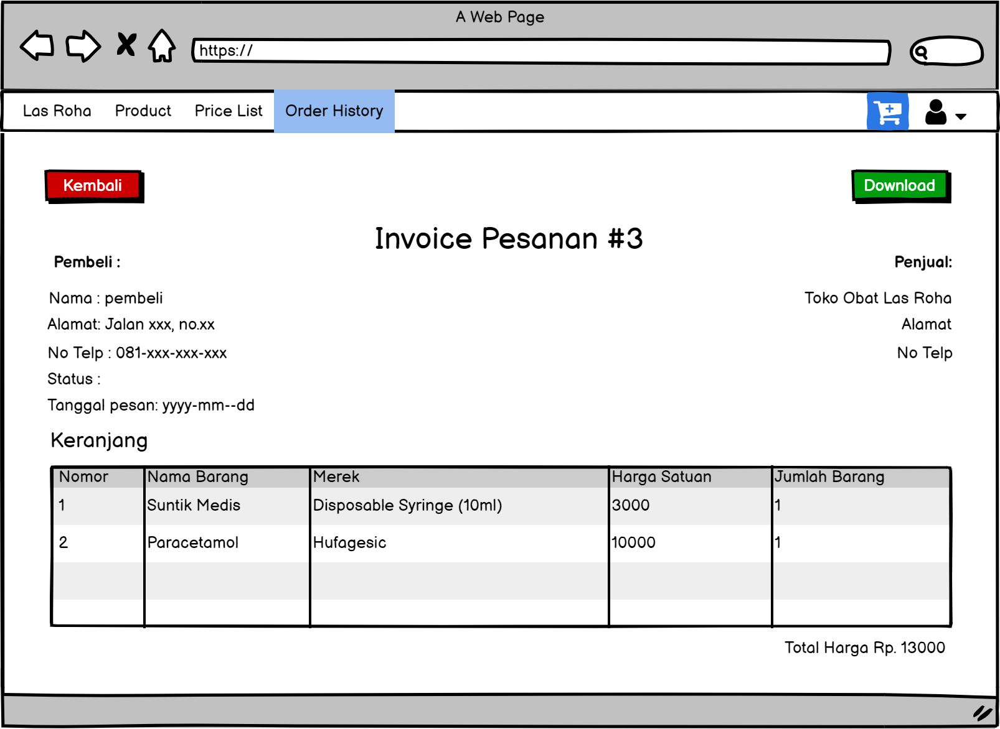 A Web Page
https://
Las Roha Product Price List Order History
Kembali Download
Invoice Pesanan #3
Pembeli : Penjual:
Nama : pembeli Toko Obat Las Roha
Alamat: Jalan xxx, no.xx Alamat
No Telp : 081-xxx-xxx-xxx No Telp
Status :
Tanggal pesan: yyyy-mm--dd
Keranjang
Nomor Nama Barang Merek Harga Satuan Jumlah Barang
1 Suntik Medis Disposable Syringe (10ml) 3000 1
2 Paracetamol Hufagesic 10000 1
Total Harga Rp. 13000